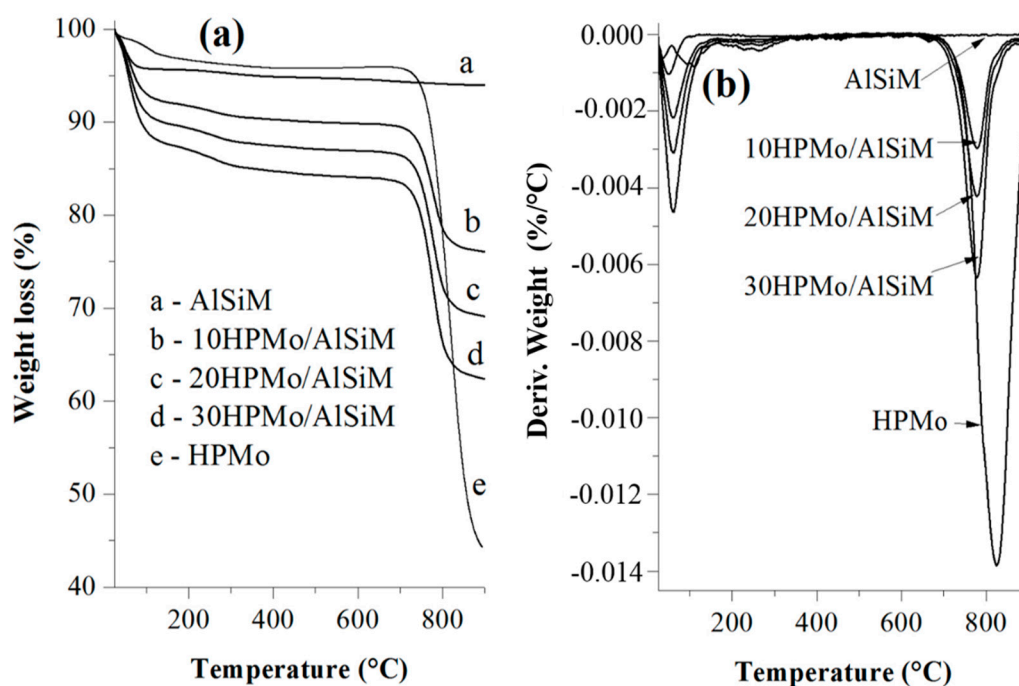 (a)
100
90
80
70
60
50
40
Weight loss (%)
a
b
c
d
e
a - AlSiM
b - 10HPMo/AlSiM
c - 20HPMo/AlSiM
d - 30HPMo/AlSiM
e - HPMo
200 400 600 800
Temperature (°C)
(b)
0.000
-0.002
-0.004
-0.006
-0.008
-0.010
-0.012
-0.014
Deriv. Weight (%/°C)
AlSiM
10HPMo/AlSiM
20HPMo/AlSiM
30HPMo/AlSiM
HPMo
200 400 600 800
Temperature (°C)